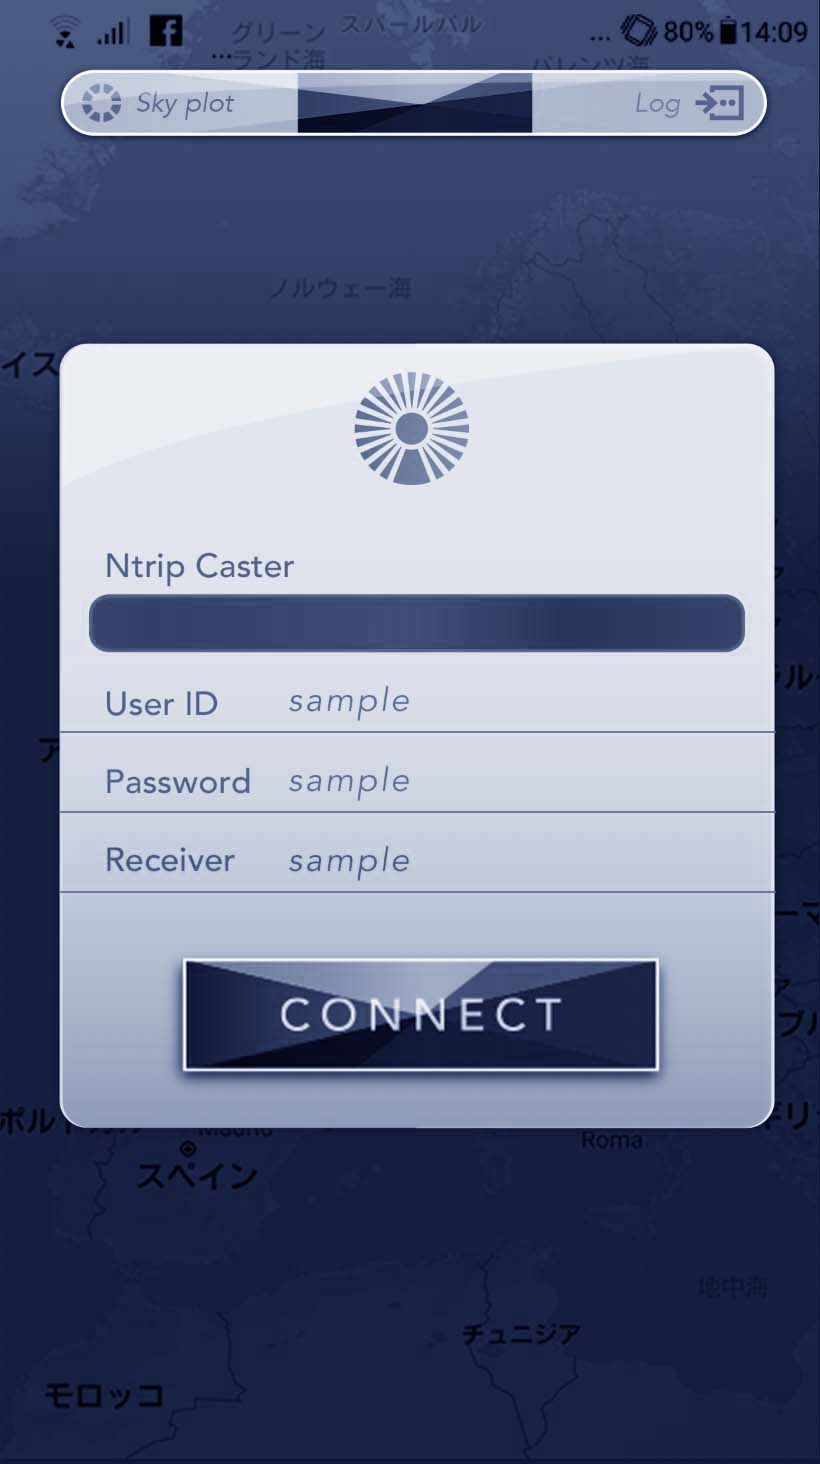 グリーン
ランド海
スバールバル
バレンツ海
... 80% 14:09
...
Sky plot
Log
ノルウェー海
イス
Ntrip Caster
User ID sample
Password sample
Receiver sample
CONNECT
Roma
スペイン
地中海
チュニジア
モロッコ